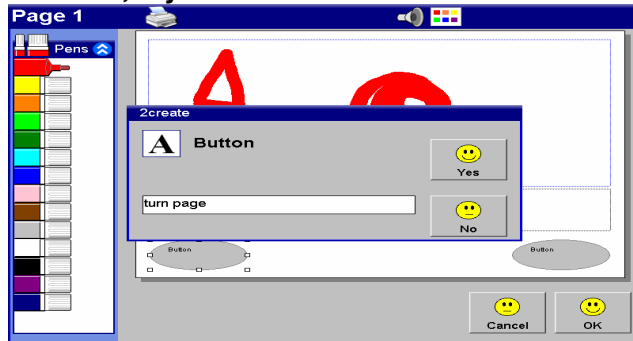 Page 1
Pens
2create
A
Button
Yes
turn page
No
Button
Button
Cancel
OK